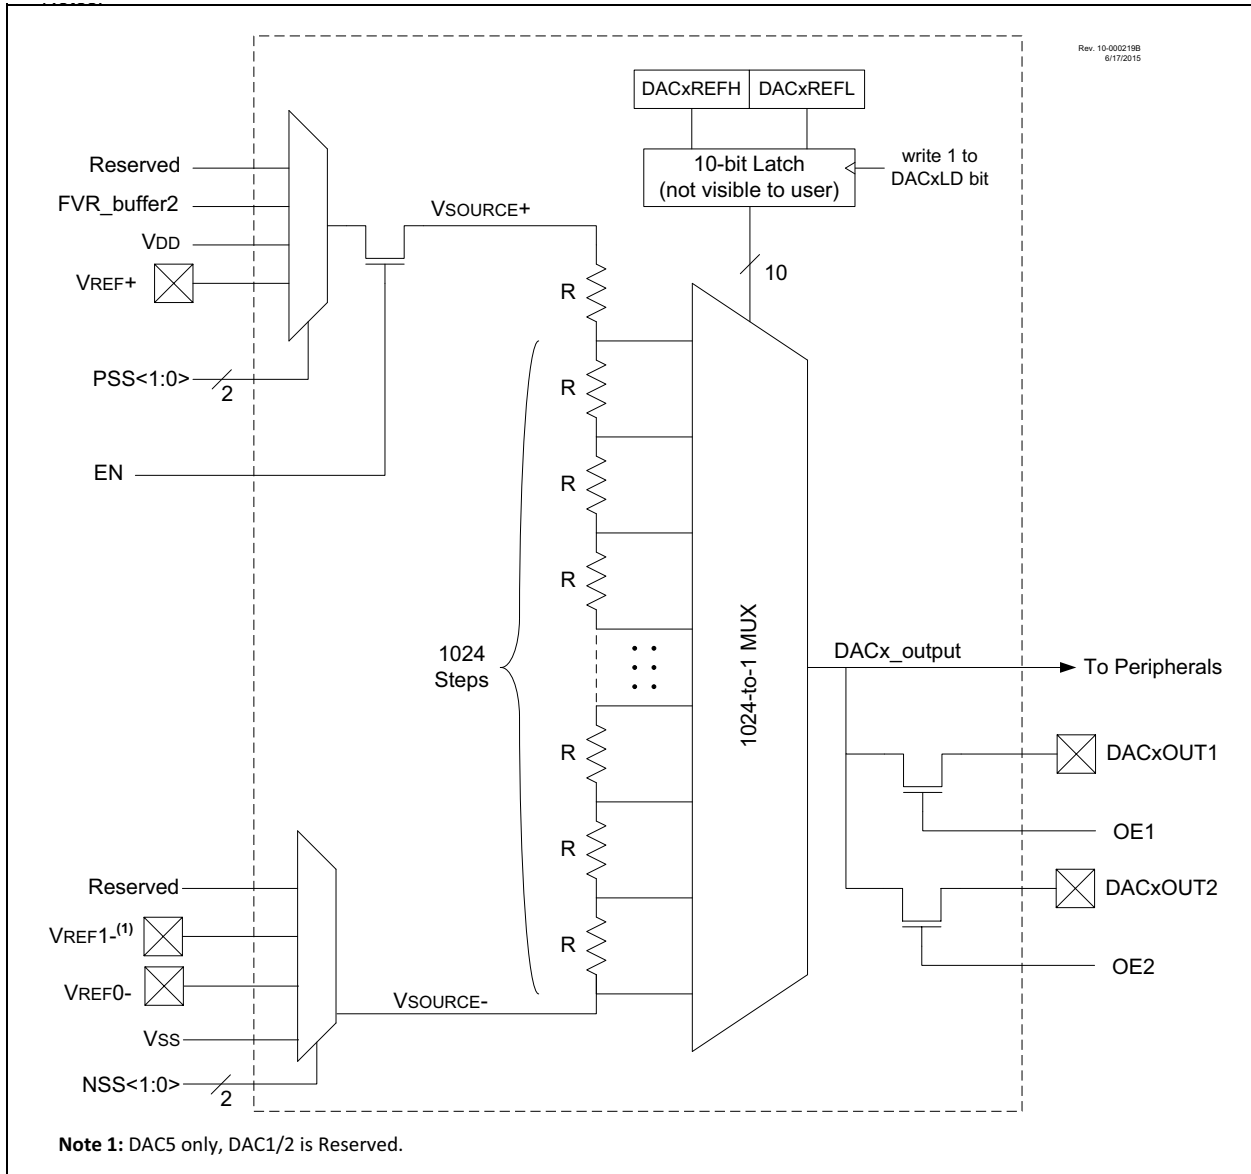 Rev. 10-000219B
6/17/2015
DACxREFH DACxREFL
Reserved
10-bit Latch
(not visible to user)
write 1 to
DACxLD bit
FVR_buffer2
VSOURCE+
VDD
VREF+
10
R
PSS<1:0>
2
R
EN
R
R
1024
Steps
1024-to-1 MUX
DACx_output
To Peripherals
R
DACxOUT1
OE1
R
Reserved
DACxOUT2
VREF1-(1)
R
OE2
VREF0-
VSOURCE-
VSS
NSS<1:0>
2
Note 1: DAC5 only, DAC1/2 is Reserved.